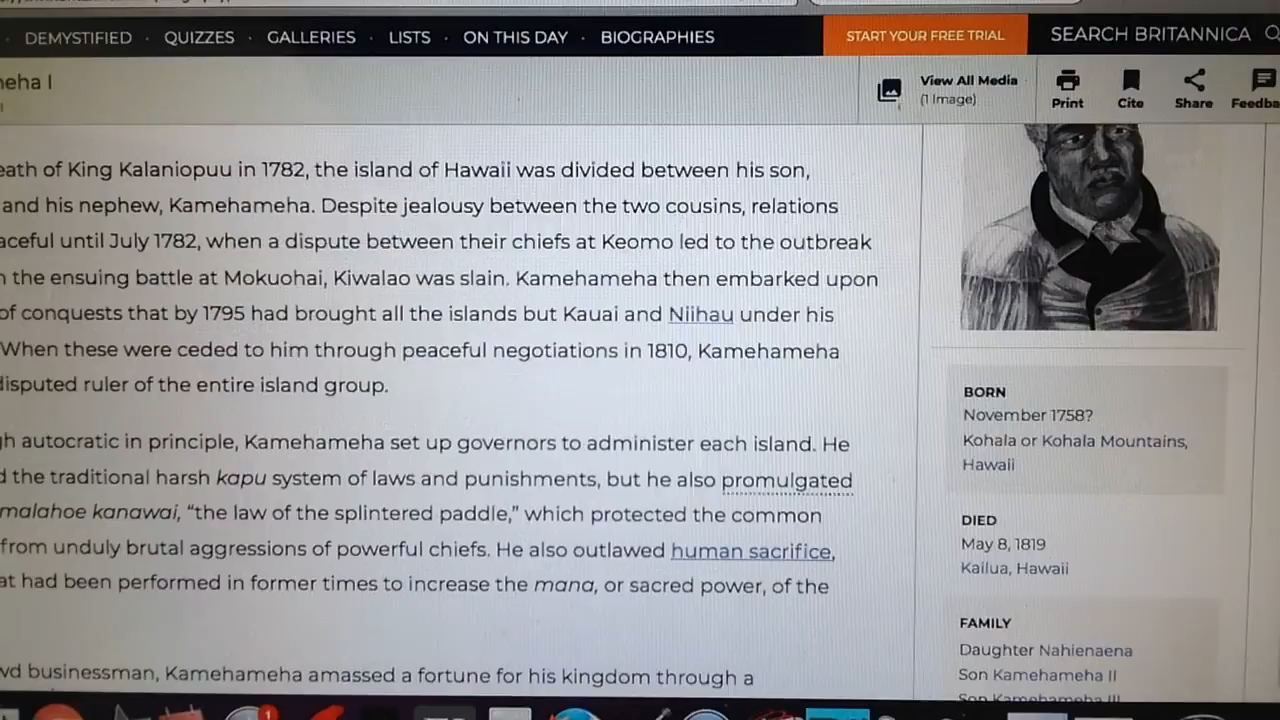 DEMYSTIFIED · QUIZZES · GALLERIES · LISTS · ON THIS DAY · BIOGRAPHIES
START YOUR FREE TRIAL
SEARCH BRITANNICA
eha I
View All Media
(1 Image)
Print
Cite
Share
Feedba
eath of King Kalaniopuu in 1782, the island of Hawaii was divided between his son,
and his nephew, Kamehameha. Despite jealousy between the two cousins, relations
aceful until July 1782, when a dispute between their chiefs at Keomo led to the outbreak
n the ensuing battle at Mokuohai, Kiwalao was slain. Kamehameha then embarked upon
of conquests that by 1795 had brought all the islands but Kauai and Niihau under his
When these were ceded to him through peaceful negotiations in 1810, Kamehameha
disputed ruler of the entire island group.
gh autocratic in principle, Kamehameha set up governors to administer each island. He
d the traditional harsh kapu system of laws and punishments, but he also promulgated
malahoe kanawai, “the law of the splintered paddle,” which protected the common
from unduly brutal aggressions of powerful chiefs. He also outlawed human sacrifice,
at had been performed in former times to increase the mana, or sacred power, of the
wd businessman, Kamehameha amassed a fortune for his kingdom through a
BORN
November 1758?
Kohala or Kohala Mountains,
Hawaii
DIED
May 8, 1819
Kailua, Hawaii
FAMILY
Daughter Nahienaena
Son Kamehameha II
Son Kamehameha III
1